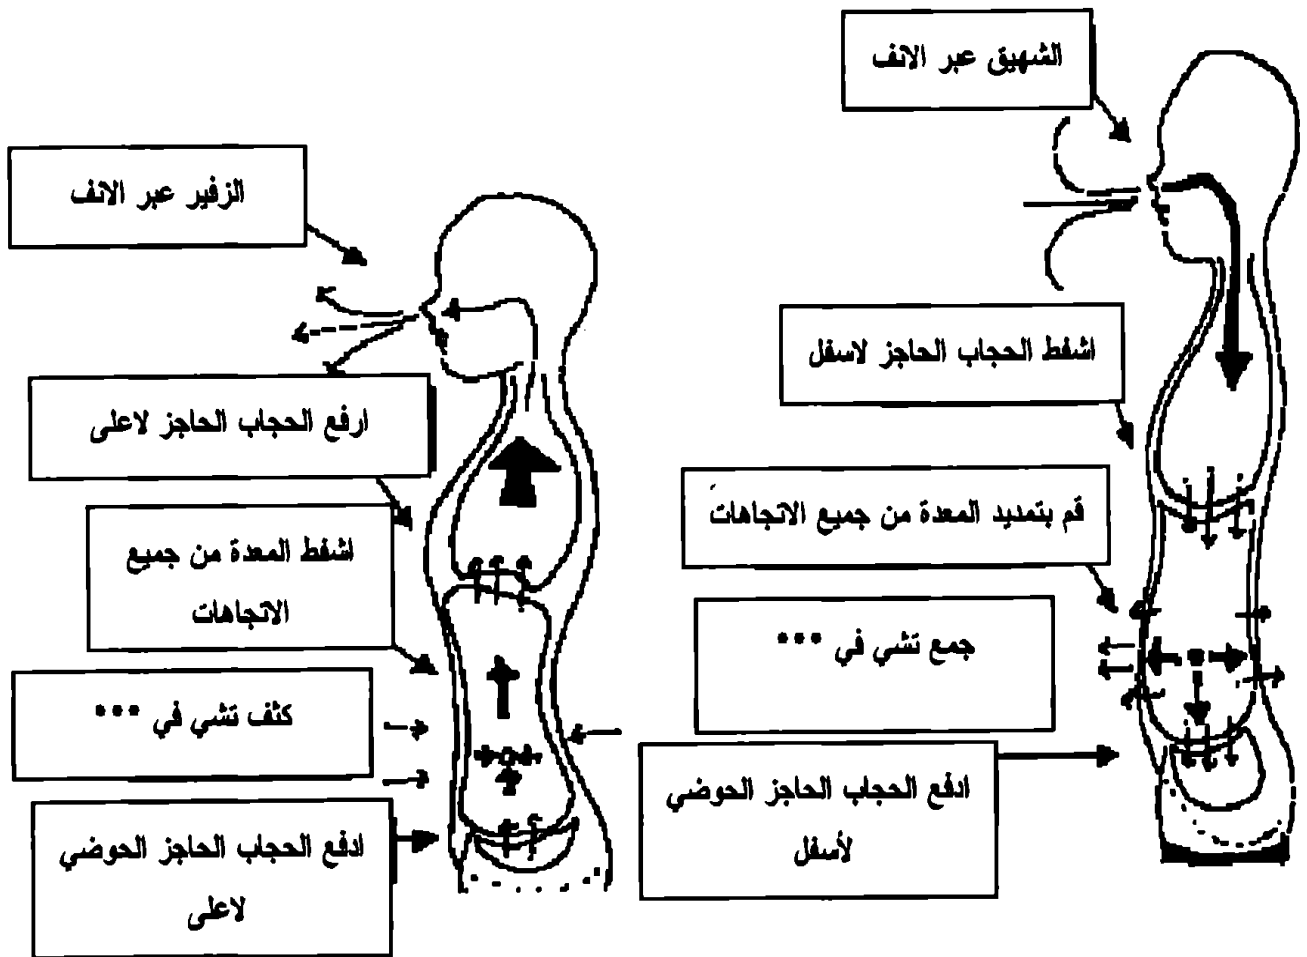 الشهيق عبر الانف
اشفط الحجاب الحاجز لاسفل
قم بتمديد المعدة من جميع الاتجاهات
جمع تشي في ***
ادفع الحجاب الحاجز الحوضي
لأسفل
الزفير عبر الانف
ارفع الحجاب الحاجز لاعلى
اشفط المعدة من جميع
الاتجاهات
كثف تشي في ***
ادفع الحجاب الحاجز الحوضي
لاعلى